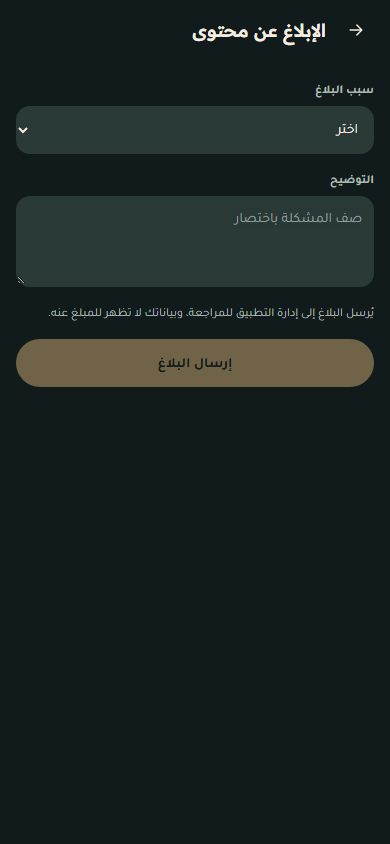 الإبلاغ عن محتوى
سبب البلاغ
اختر
التوضيح
صف المشكلة باختصار
يُرسل البلاغ إلى إدارة التطبيق للمراجعة، وبياناتك لا تظهر للمبلغ عنه.
إرسال البلاغ